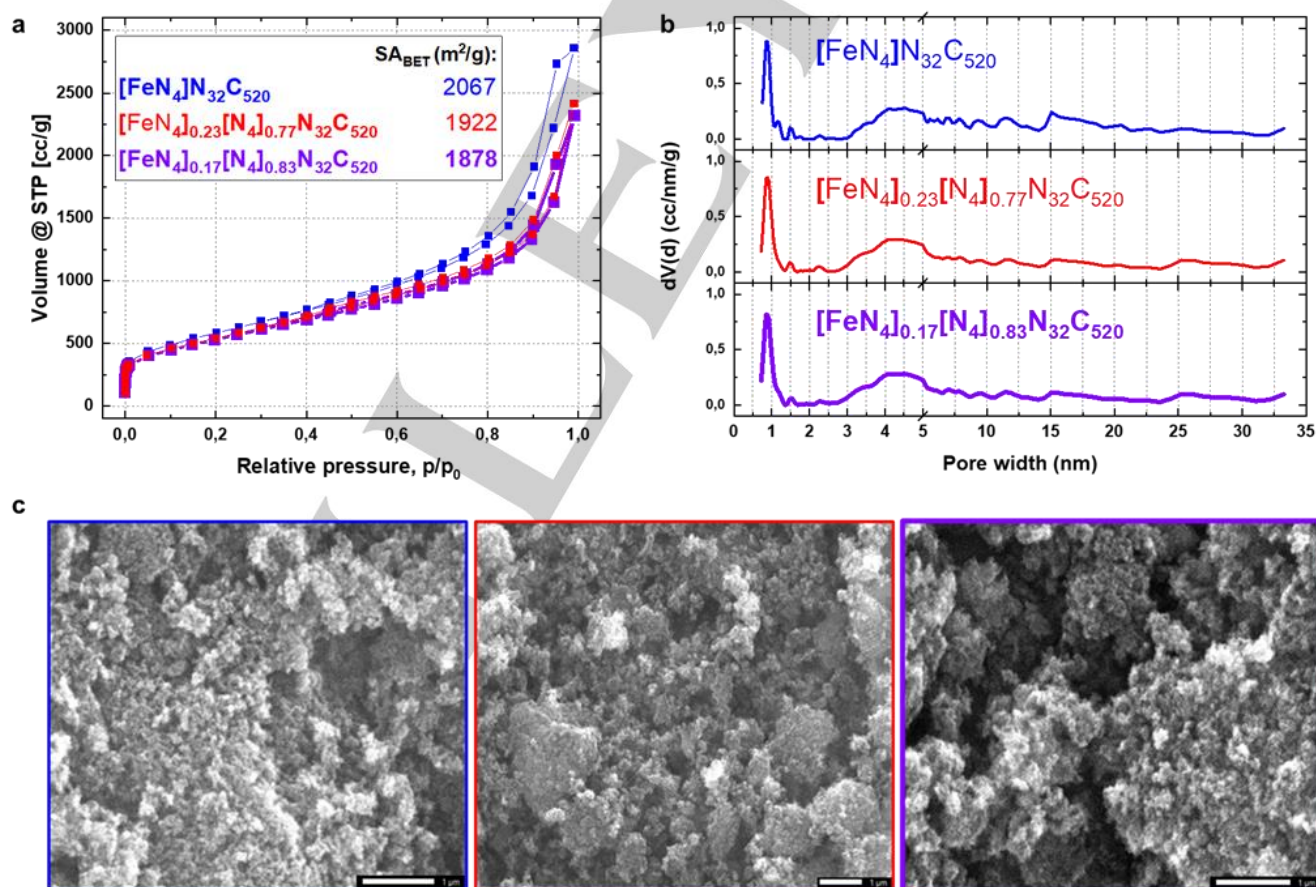 a
3000
2500
2000
1500
1000
500
0
Volume @ STP [cc/g]
SA_BET (m²/g):
[FeN₄]N₃₂C₅₂₀ 2067
[FeN₄]₀.₂₃[N₄]₀.₇₇N₃₂C₅₂₀ 1922
[FeN₄]₀.₁₇[N₄]₀.₈₃N₃₂C₅₂₀ 1878
0,0 0,2 0,4 0,6 0,8 1,0
Relative pressure, p/p₀
b
1,0
0,5
0,0
[FeN₄]N₃₂C₅₂₀
0,5
0,0
[FeN₄]₀.₂₃[N₄]₀.₇₇N₃₂C₅₂₀
dV(d) (cc/nm/g)
0,5
0,0
[FeN₄]₀.₁₇[N₄]₀.₈₃N₃₂C₅₂₀
0 1 2 3 4 5 10 15 20 25 30 35
Pore width (nm)
c
1 μm
1 μm
1 μm